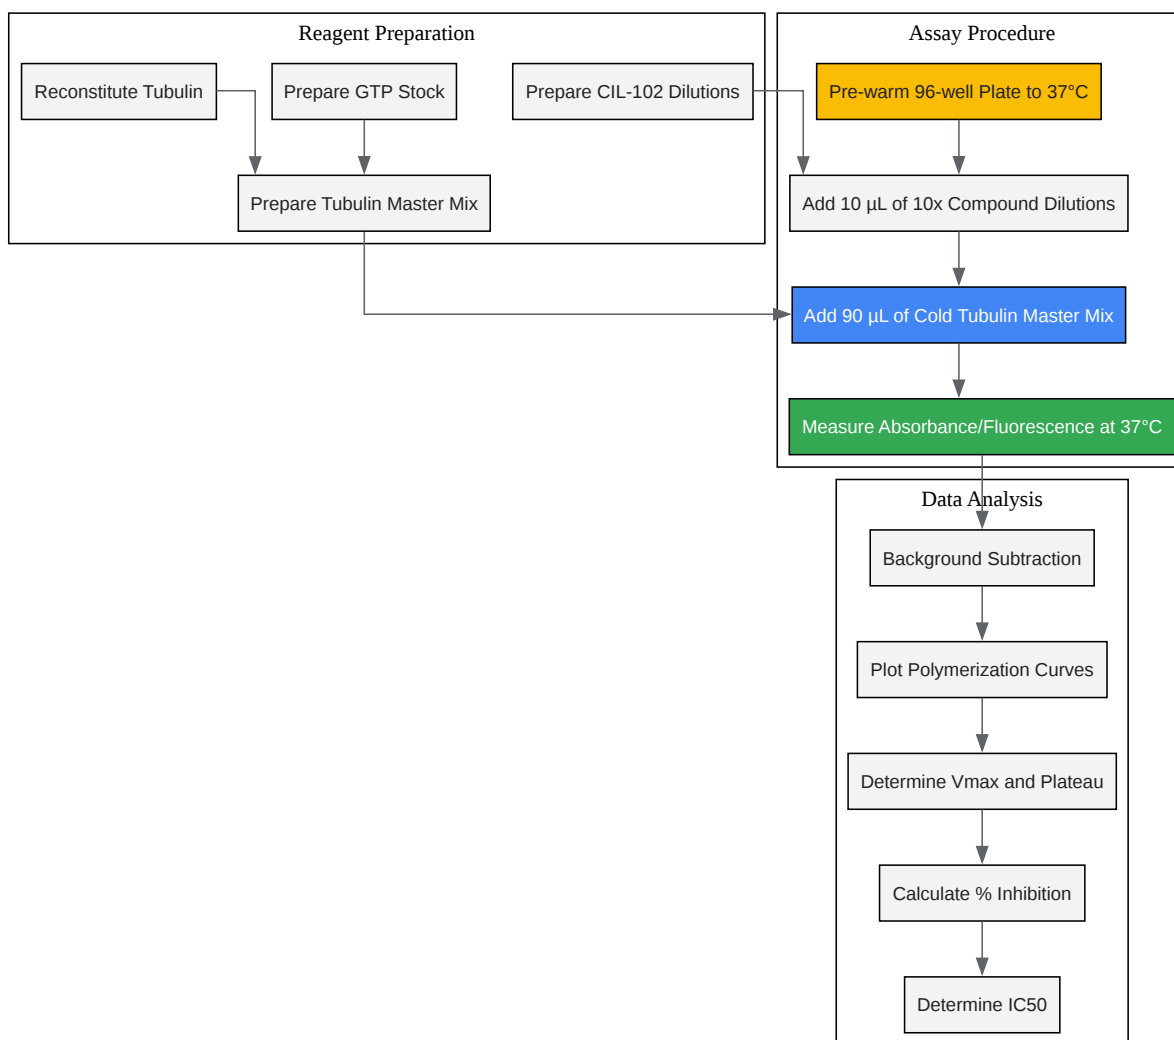 Reagent Preparation
Reconstitute Tubulin
Prepare GTP Stock
Prepare CIL-102 Dilutions
Prepare Tubulin Master Mix
Assay Procedure
Pre-warm 96-well Plate to 37°C
Add 10 µL of 10x Compound Dilutions
Add 90 µL of Cold Tubulin Master Mix
Measure Absorbance/Fluorescence at 37°C
Data Analysis
Background Subtraction
Plot Polymerization Curves
Determine Vmax and Plateau
Calculate % Inhibition
Determine IC50